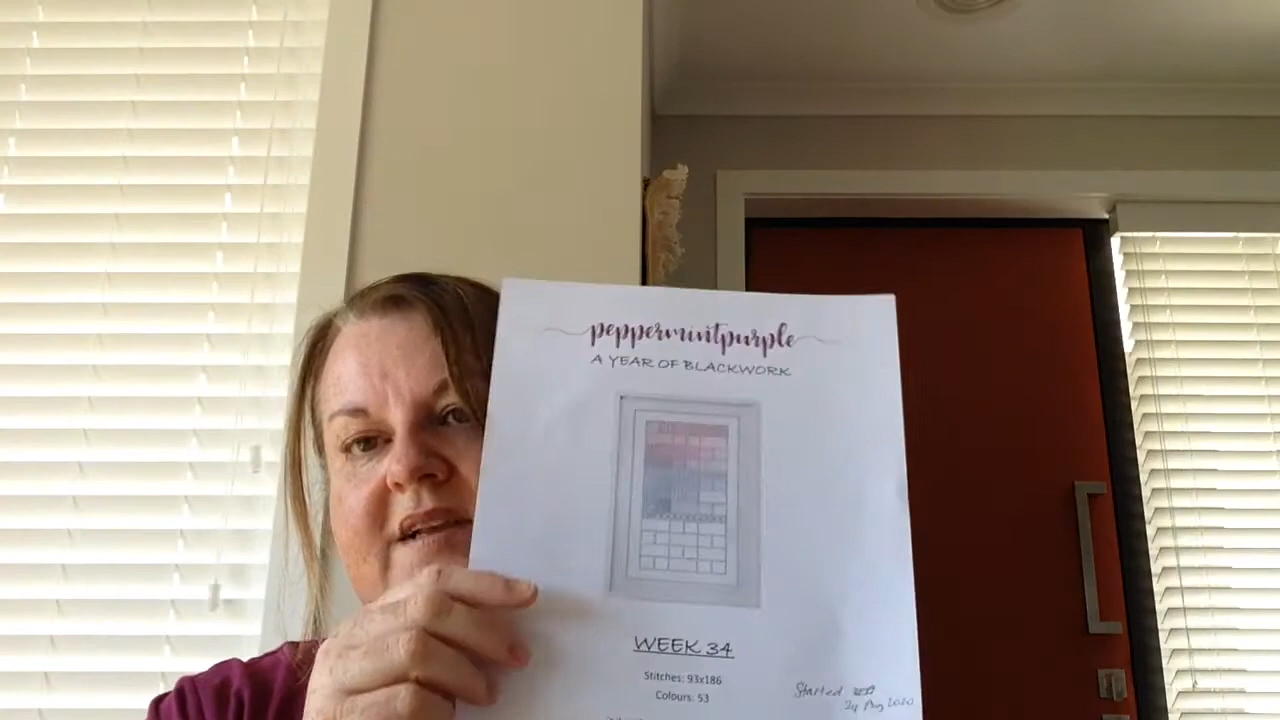 peppermintpurple
A YEAR OF BLACKWORK
WEEK 34
Stitches: 93x186
Colours: 53
Started
24 Aug 2020